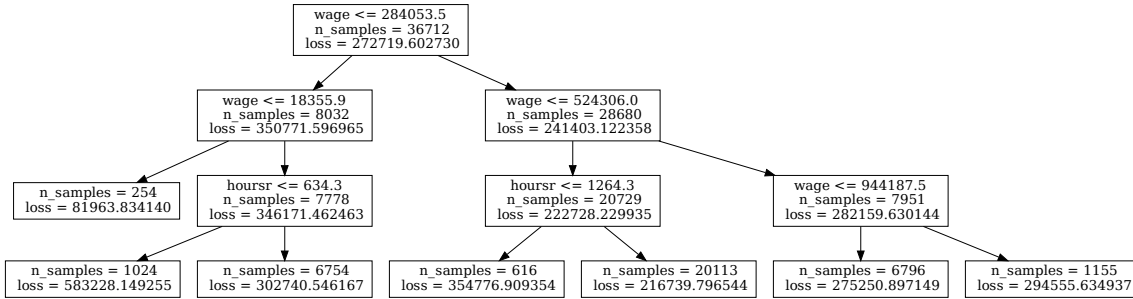 wage <= 284053.5
n_samples = 36712
loss = 272719.602730
wage <= 18355.9
n_samples = 8032
loss = 350771.596965
wage <= 524306.0
n_samples = 28680
loss = 241403.122358
n_samples = 254
loss = 81963.834140
hoursr <= 634.3
n_samples = 7778
loss = 346171.462463
hoursr <= 1264.3
n_samples = 20729
loss = 222728.229935
wage <= 944187.5
n_samples = 7951
loss = 282159.630144
n_samples = 1024
loss = 583228.149255
n_samples = 6754
loss = 302740.546167
n_samples = 616
loss = 354776.909354
n_samples = 20113
loss = 216739.796544
n_samples = 6796
loss = 275250.897149
n_samples = 1155
loss = 294555.634937